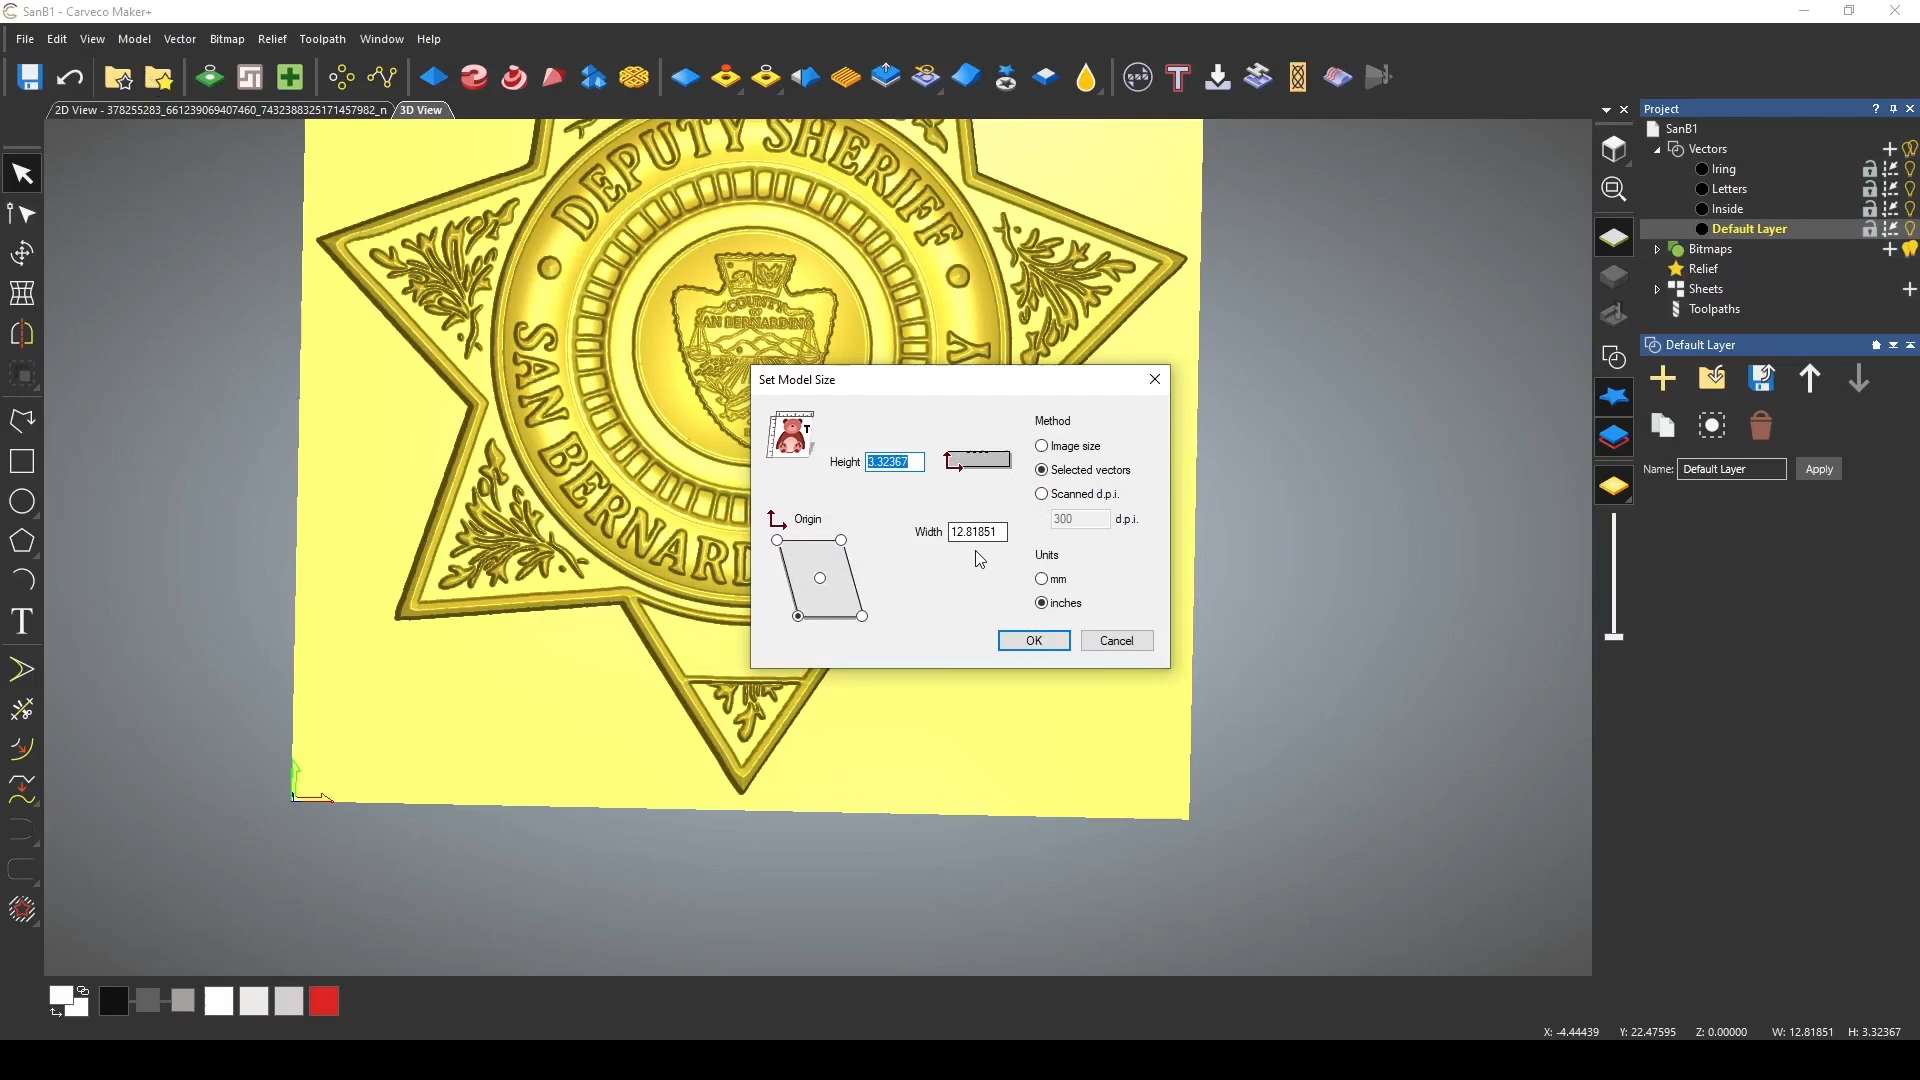 SanB1 - Carveco Maker+
File Edit View Model Vector Bitmap Relief Toolpath Window Help
2D View - 378255283_661239069407460_7432388325171457982_n
3D View
DEPUTY SHERIFF
SAN BERNARD
Y
COUNTY
OF
SAN BERNARDINO
Set Model Size
Height 3.32367
Origin
Width 12.81851
Method
Image size
Selected vectors
Scanned d.p.i.
300 d.p.i.
Units
mm
inches
OK Cancel
Project
SanB1
Vectors
Iring
Letters
Inside
Default Layer
Bitmaps
Relief
Sheets
Toolpaths
Default Layer
Name: Default Layer Apply
X: -4.44439 Y: 22.47595 Z: 0.00000 W: 12.81851 H: 3.32367